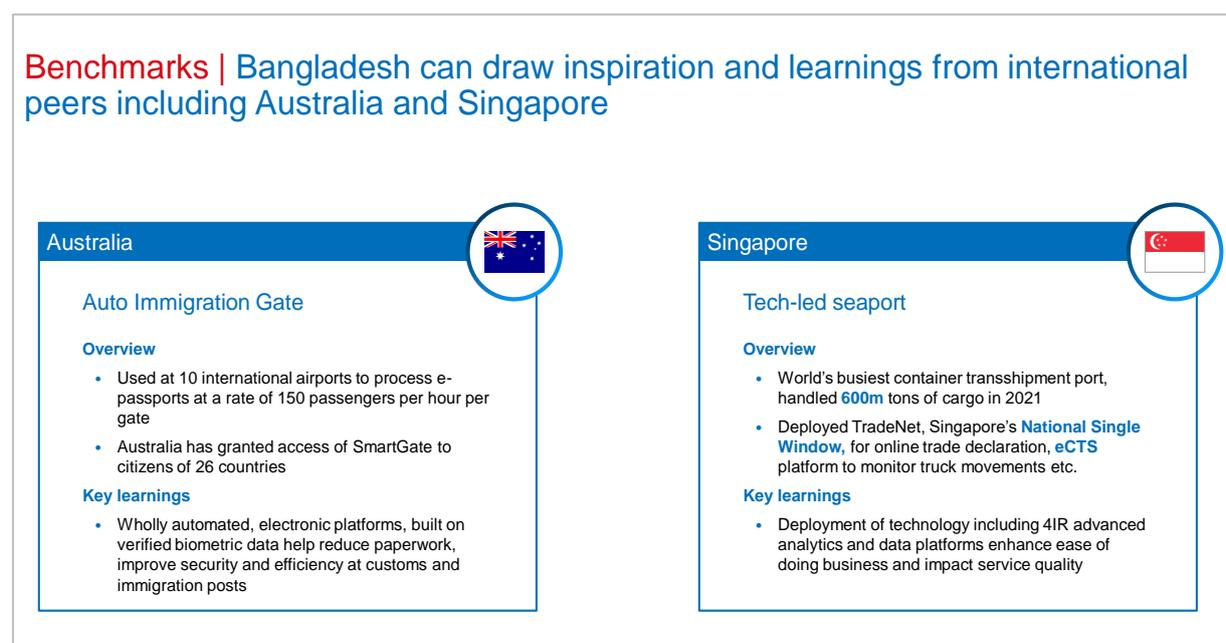 Benchmarks | Bangladesh can draw inspiration and learnings from international
peers including Australia and Singapore
Australia
Auto Immigration Gate
Overview
• Used at 10 international airports to process e-
passports at a rate of 150 passengers per hour per
gate
• Australia has granted access of SmartGate to
citizens of 26 countries
Key learnings
• Wholly automated, electronic platforms, built on
verified biometric data help reduce paperwork,
improve security and efficiency at customs and
immigration posts
Singapore
Tech-led seaport
Overview
• World's busiest container transshipment port,
handled 600m tons of cargo in 2021
• Deployed TradeNet, Singapore's National Single
Window, for online trade declaration, eCTS
platform to monitor truck movements etc.
Key learnings
• Deployment of technology including 4IR advanced
analytics and data platforms enhance ease of
doing business and impact service quality